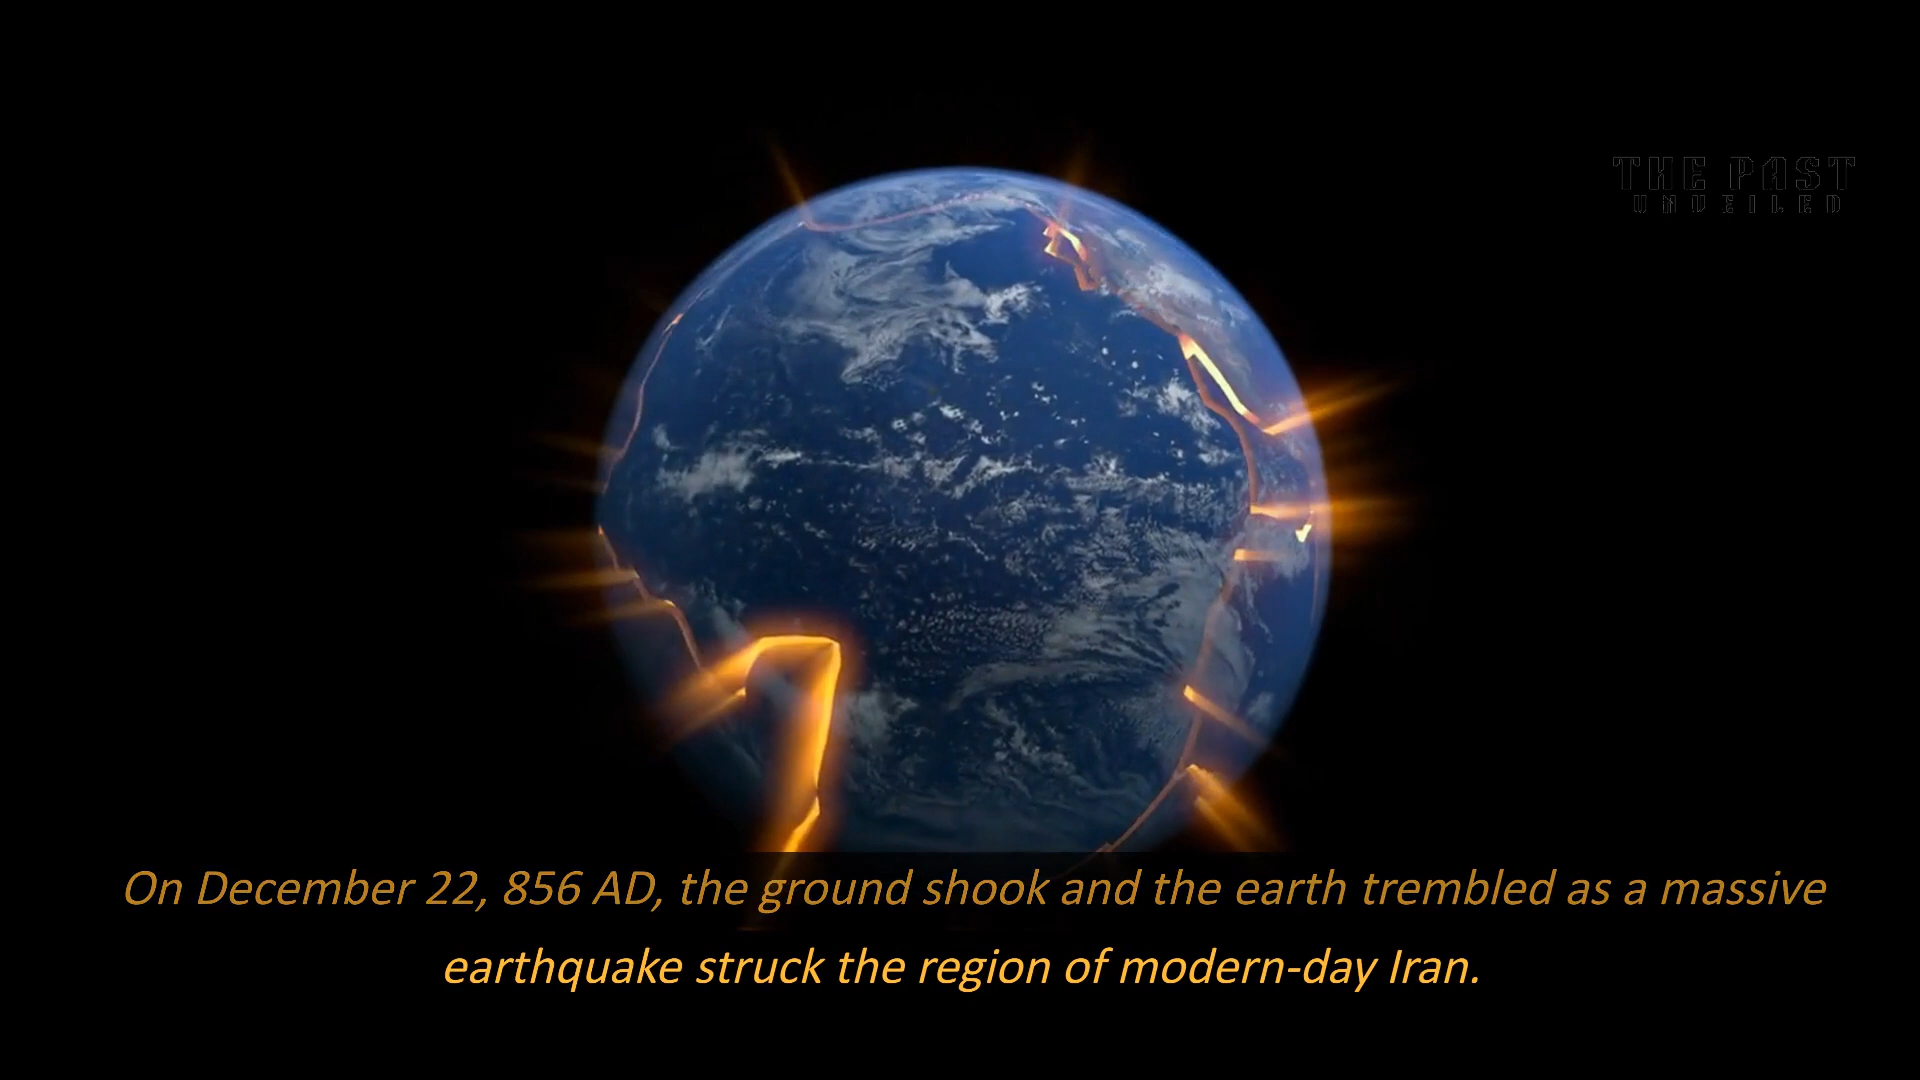 THE PAST
UNVEILED
On December 22, 856 AD, the ground shook and the earth trembled as a massive
earthquake struck the region of modern-day Iran.